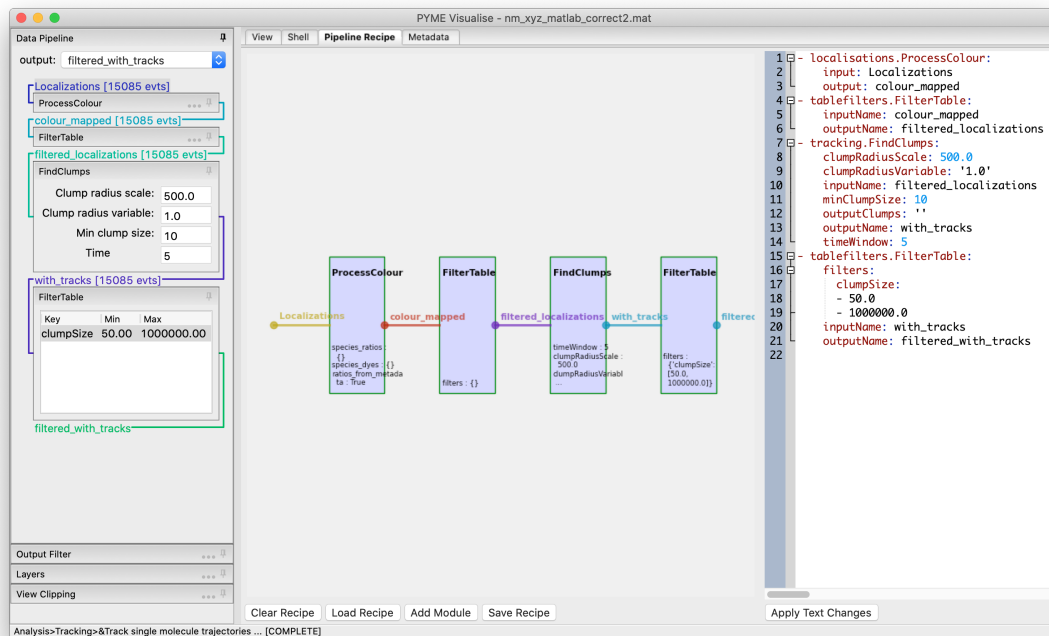 PYME Visualise - nm_xyz_matlab_correct2.mat
Data Pipeline
output: filtered_with_tracks
Localizations [15085 evts]
ProcessColour
colour_mapped [15085 evts]
FilterTable
filtered_localizations [15085 evts]
FindClumps
Clump radius scale: 500.0
Clump radius variable: 1.0
Min clump size: 10
Time 5
with_tracks [15085 evts]
FilterTable
Key Min Max
clumpSize 50.00 1000000.00
filtered_with_tracks
Output Filter
Layers
View Clipping
View Shell Pipeline Recipe Metadata
ProcessColour FilterTable FindClumps FilterTable
Localizations colour_mapped filtered_localizations with_tracks filterec
species_ratios :
{}
species_dyes : {}
ratios_from_metada
ta : True
filters : {}
timeWindow : 5
clumpRadiusScale :
500.0
clumpRadiusVariabl
...
filters :
{'clumpSize':
[50.0,
1000000.0]}
Clear Recipe Load Recipe Add Module Save Recipe
1 - localisations.ProcessColour:
2 input: Localizations
3 output: colour_mapped
4 - tablefilters.FilterTable:
5 inputName: colour_mapped
6 outputName: filtered_localizations
7 - tracking.FindClumps:
8 clumpRadiusScale: 500.0
9 clumpRadiusVariable: '1.0'
10 inputName: filtered_localizations
11 minClumpSize: 10
12 outputClumps: ''
13 outputName: with_tracks
14 timeWindow: 5
15 - tablefilters.FilterTable:
16 filters:
17 clumpSize:
18 - 50.0
19 - 1000000.0
20 inputName: with_tracks
21 outputName: filtered_with_tracks
22
Apply Text Changes
Analysis>Tracking>&Track single molecule trajectories ... [COMPLETE]